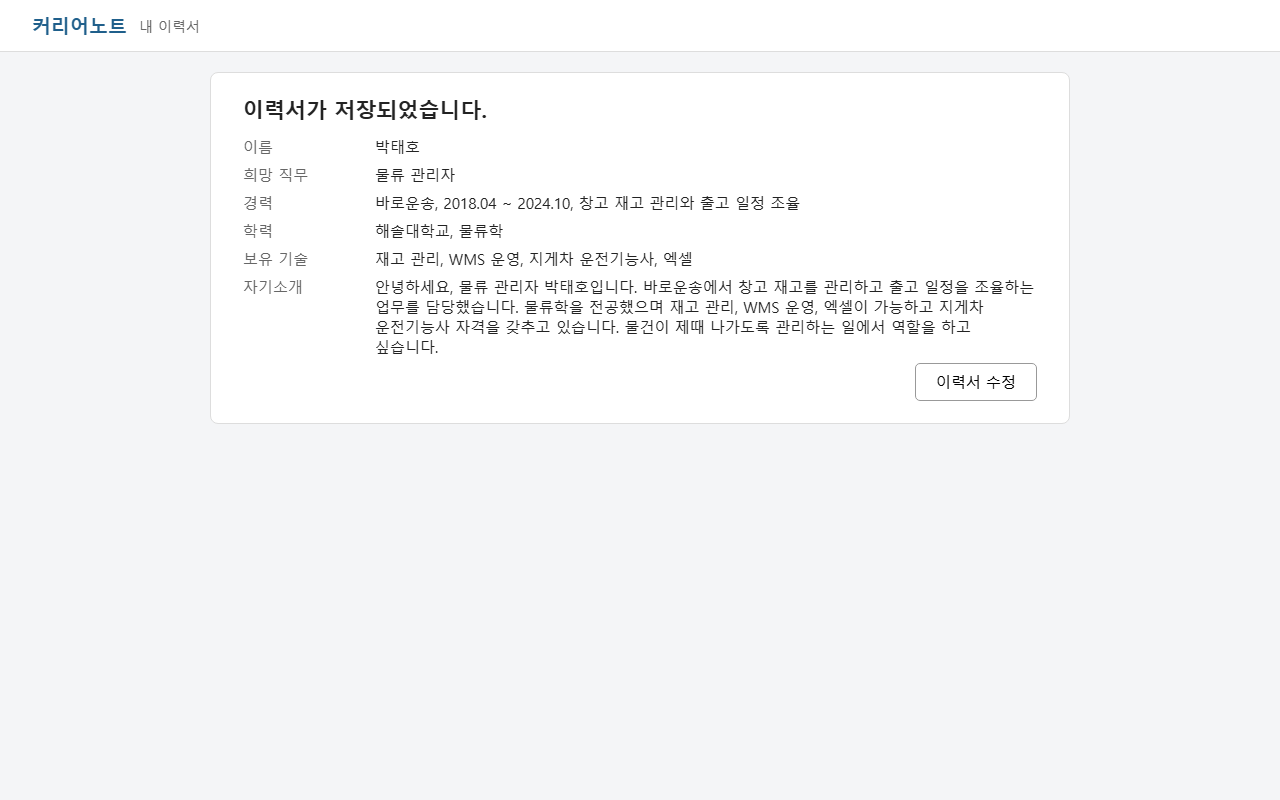 커리어노트 내 이력서
이력서가 저장되었습니다.
이름 박태호
희망 직무 물류 관리자
경력 바로운송, 2018.04 ~ 2024.10, 창고 재고 관리와 출고 일정 조율
학력 해솔대학교, 물류학
보유 기술 재고 관리, WMS 운영, 지게차 운전기능사, 엑셀
자기소개 안녕하세요, 물류 관리자 박태호입니다. 바로운송에서 창고 재고를 관리하고 출고 일정을 조율하는
업무를 담당했습니다. 물류학을 전공했으며 재고 관리, WMS 운영, 엑셀이 가능하고 지게차
운전기능사 자격을 갖추고 있습니다. 물건이 제때 나가도록 관리하는 일에서 역할을 하고
싶습니다.
이력서 수정